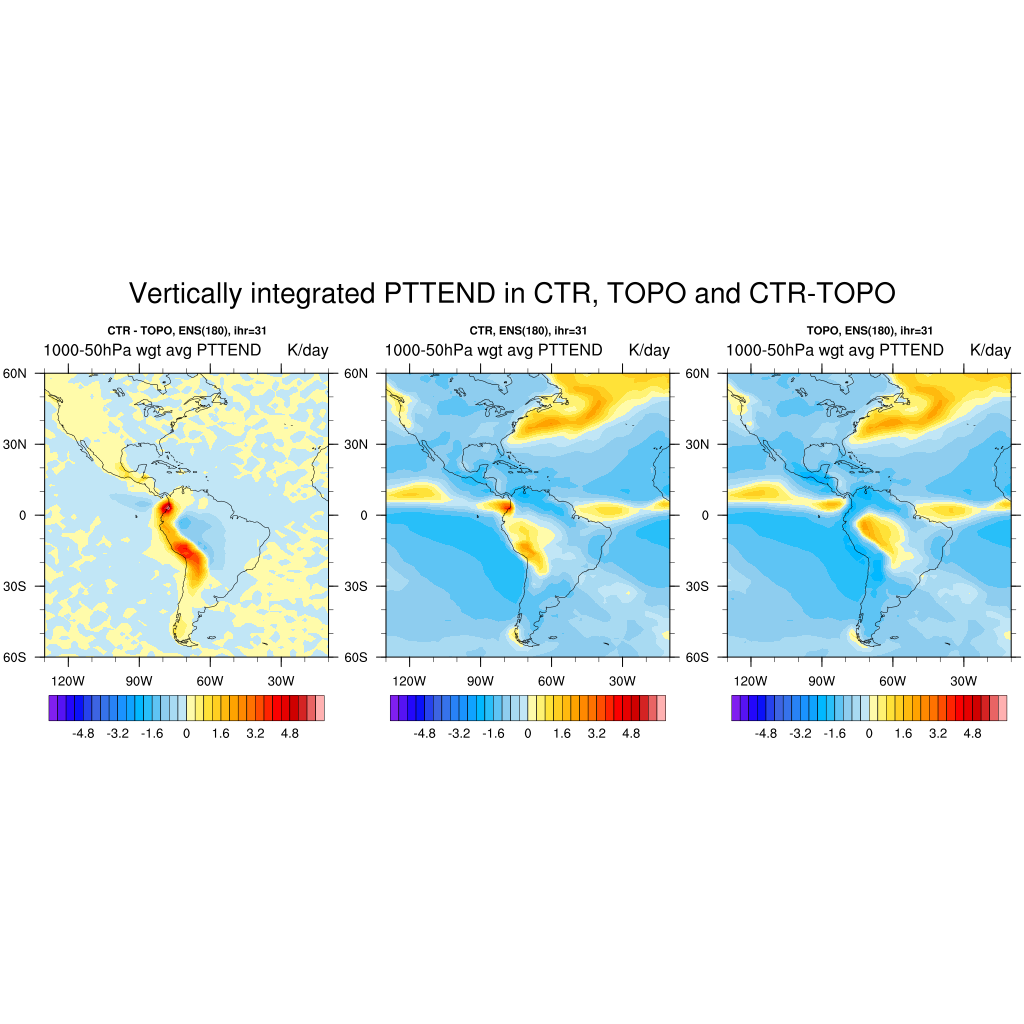 Vertically integrated PTTEND in CTR, TOPO and CTR-TOPO
CTR - TOPO, ENS(180), ihr=31
1000-50hPa wgt avg PTTEND K/day
60N
30N
0
30S
60S
120W 90W 60W 30W
-4.8 -3.2 -1.6 0 1.6 3.2 4.8
CTR, ENS(180), ihr=31
1000-50hPa wgt avg PTTEND K/day
60N
30N
0
30S
60S
120W 90W 60W 30W
-4.8 -3.2 -1.6 0 1.6 3.2 4.8
TOPO, ENS(180), ihr=31
1000-50hPa wgt avg PTTEND K/day
60N
30N
0
30S
60S
120W 90W 60W 30W
-4.8 -3.2 -1.6 0 1.6 3.2 4.8